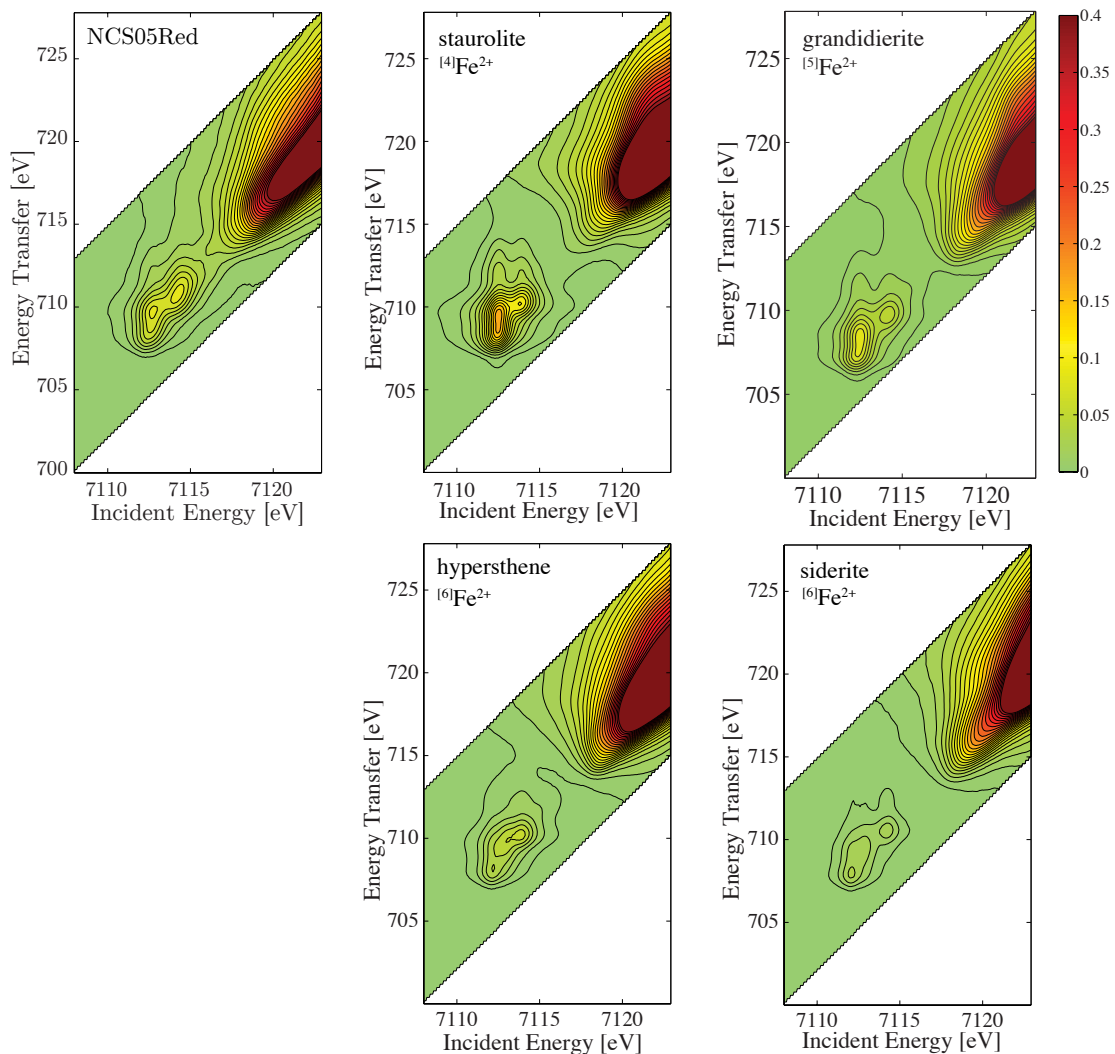 NCS05Red
725
720
715
710
705
700
7110
7115
7120
Energy Transfer [eV]
Incident Energy [eV]
staurolite
[4]Fe2+
725
720
715
710
705
7110
7115
7120
Energy Transfer [eV]
Incident Energy [eV]
grandidierite
[5]Fe2+
725
720
715
710
705
7110
7115
7120
Energy Transfer [eV]
Incident Energy [eV]
0.4
0.35
0.3
0.25
0.2
0.15
0.1
0.05
0
hypersthene
[6]Fe2+
725
720
715
710
705
7110
7115
7120
Energy Transfer [eV]
Incident Energy [eV]
siderite
[6]Fe2+
725
720
715
710
705
7110
7115
7120
Energy Transfer [eV]
Incident Energy [eV]